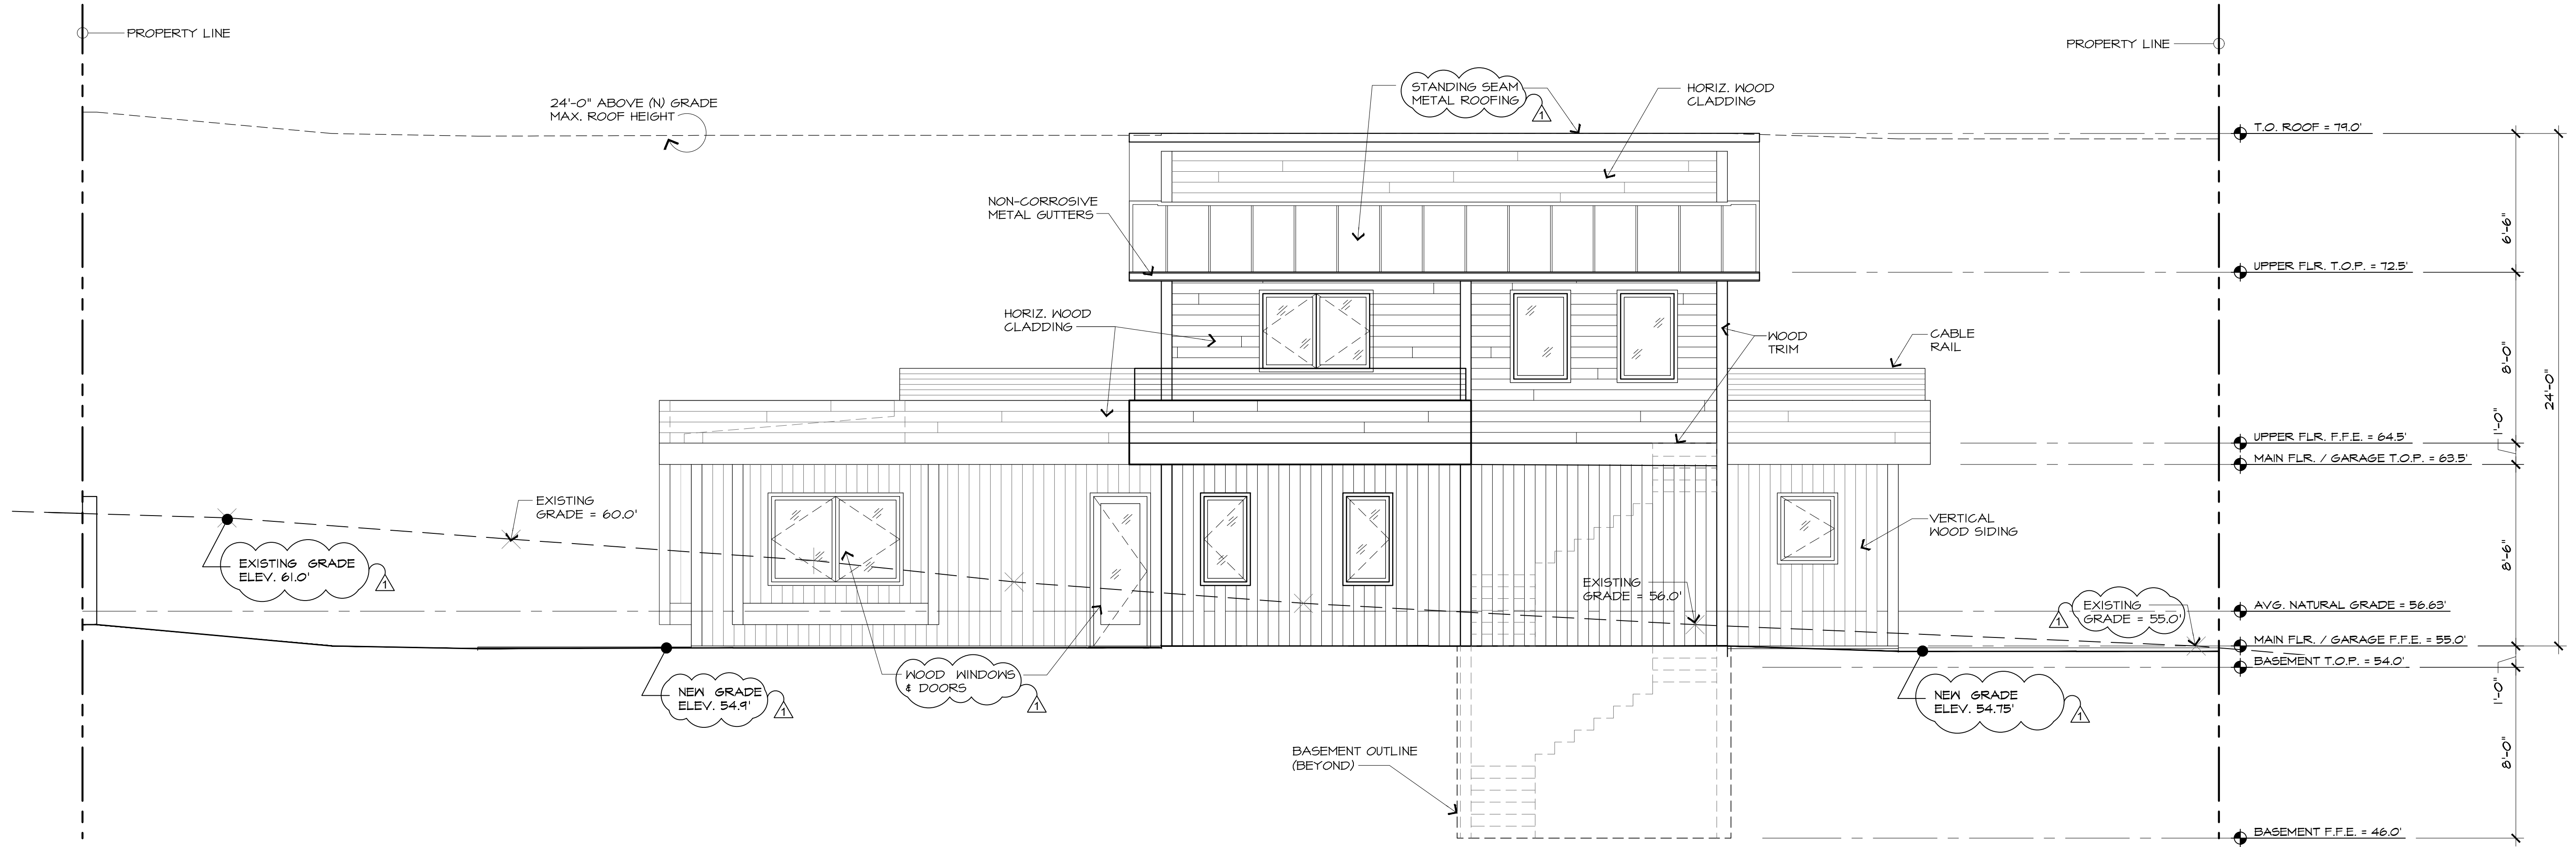 PROPERTY LINE
PROPERTY LINE
24'-0" ABOVE (N) GRADE
MAX. ROOF HEIGHT
STANDING SEAM
METAL ROOFING
1
HORIZ. WOOD
CLADDING
T.O. ROOF = 79.0'
NON-CORROSIVE
METAL GUTTERS
6'-6"
UPPER FLR. T.O.P. = 72.5'
HORIZ. WOOD
CLADDING
WOOD
TRIM
CABLE
RAIL
8'-0"
24'-0"
1'-0"
UPPER FLR. F.F.E. = 64.5'
MAIN FLR. / GARAGE T.O.P. = 63.5'
EXISTING
GRADE = 60.0'
VERTICAL
WOOD SIDING
8'-6"
EXISTING GRADE
ELEV. 61.0'
1
EXISTING
GRADE = 56.0'
1
EXISTING
GRADE = 55.0'
AVG. NATURAL GRADE = 56.63'
MAIN FLR. / GARAGE F.F.E. = 55.0'
BASEMENT T.O.P. = 54.0'
1'-0"
NEW GRADE
ELEV. 54.9'
1
WOOD WINDOWS
& DOORS
1
NEW GRADE
ELEV. 54.75'
1
BASEMENT OUTLINE
(BEYOND)
8'-0"
BASEMENT F.F.E. = 46.0'